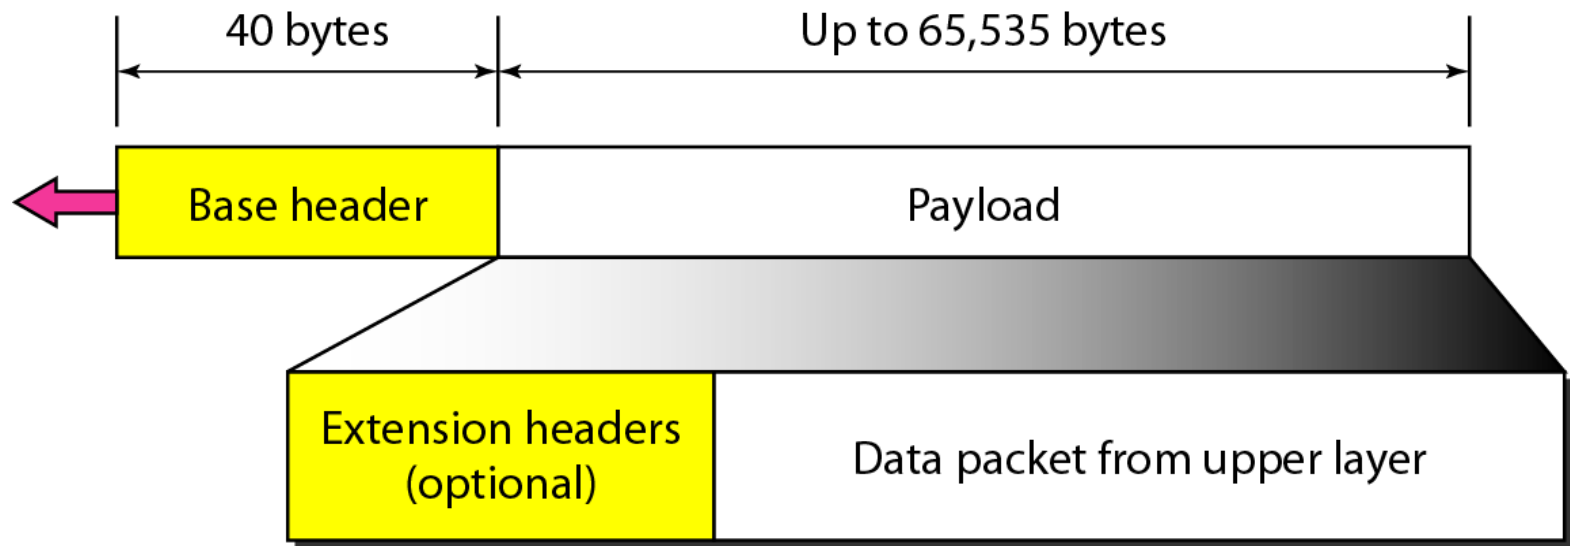 40 bytes
Up to 65,535 bytes
Base header
Payload
Extension headers
(optional)
Data packet from upper layer